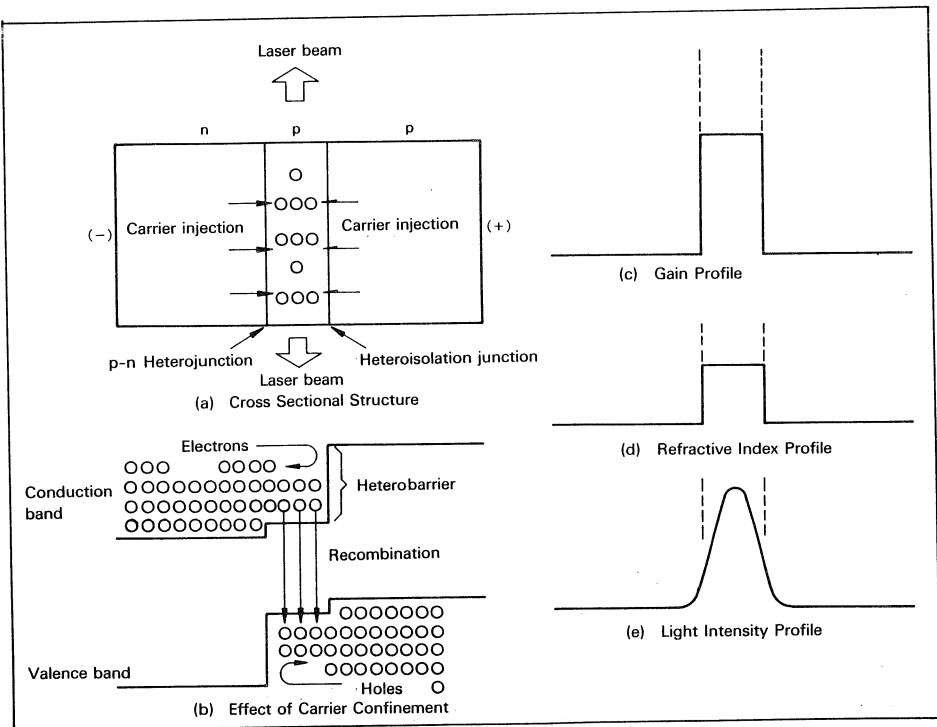 Laser beam
n p p
(−) Carrier injection Carrier injection (+)
p-n Heterojunction
Heteroisolation junction
Laser beam
(a) Cross Sectional Structure
Electrons
Conduction
band
Heterobarrier
Recombination
Valence band
Holes
(b) Effect of Carrier Confinement
(c) Gain Profile
(d) Refractive Index Profile
(e) Light Intensity Profile